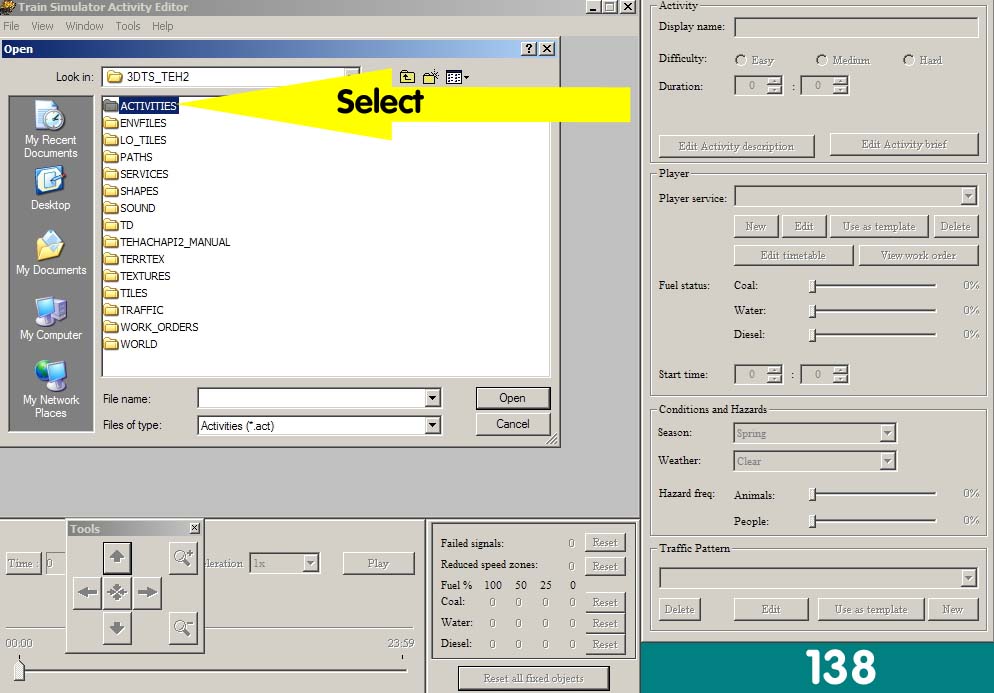 Train Simulator Activity Editor
File View Window Tools Help
Open
Look in: 3DTS_TEH2
My Recent Documents
Desktop
My Documents
My Computer
My Network Places
ACTIVITIES
ENVFILES
LO_TILES
PATHS
SERVICES
SHAPES
SOUND
TD
TEHACHAPI2_MANUAL
TERRTEX
TEXTURES
TILES
TRAFFIC
WORK_ORDERS
WORLD
Select
File name:
Open
Files of type: Activities (*.act)
Cancel
Activity
Display name:
Difficulty: Easy Medium Hard
Duration: 0 : 0
Edit Activity description Edit Activity brief
Player
Player service:
New Edit Use as template Delete
Edit timetable View work order
Fuel status: Coal: 0%
Water: 0%
Diesel: 0%
Start time: 0 : 0
Conditions and Hazards
Season: Spring
Weather: Clear
Hazard freq: Animals: 0%
People: 0%
Traffic Pattern
Delete Edit Use as template New
Tools
Time : 0
leration 1x Play
00:00 23:59
Failed signals: 0 Reset
Reduced speed zones: 0 Reset
Fuel % 100 50 25 0
Coal: 0 0 0 0 Reset
Water: 0 0 0 0 Reset
Diesel: 0 0 0 0 Reset
Reset all fixed objects
138